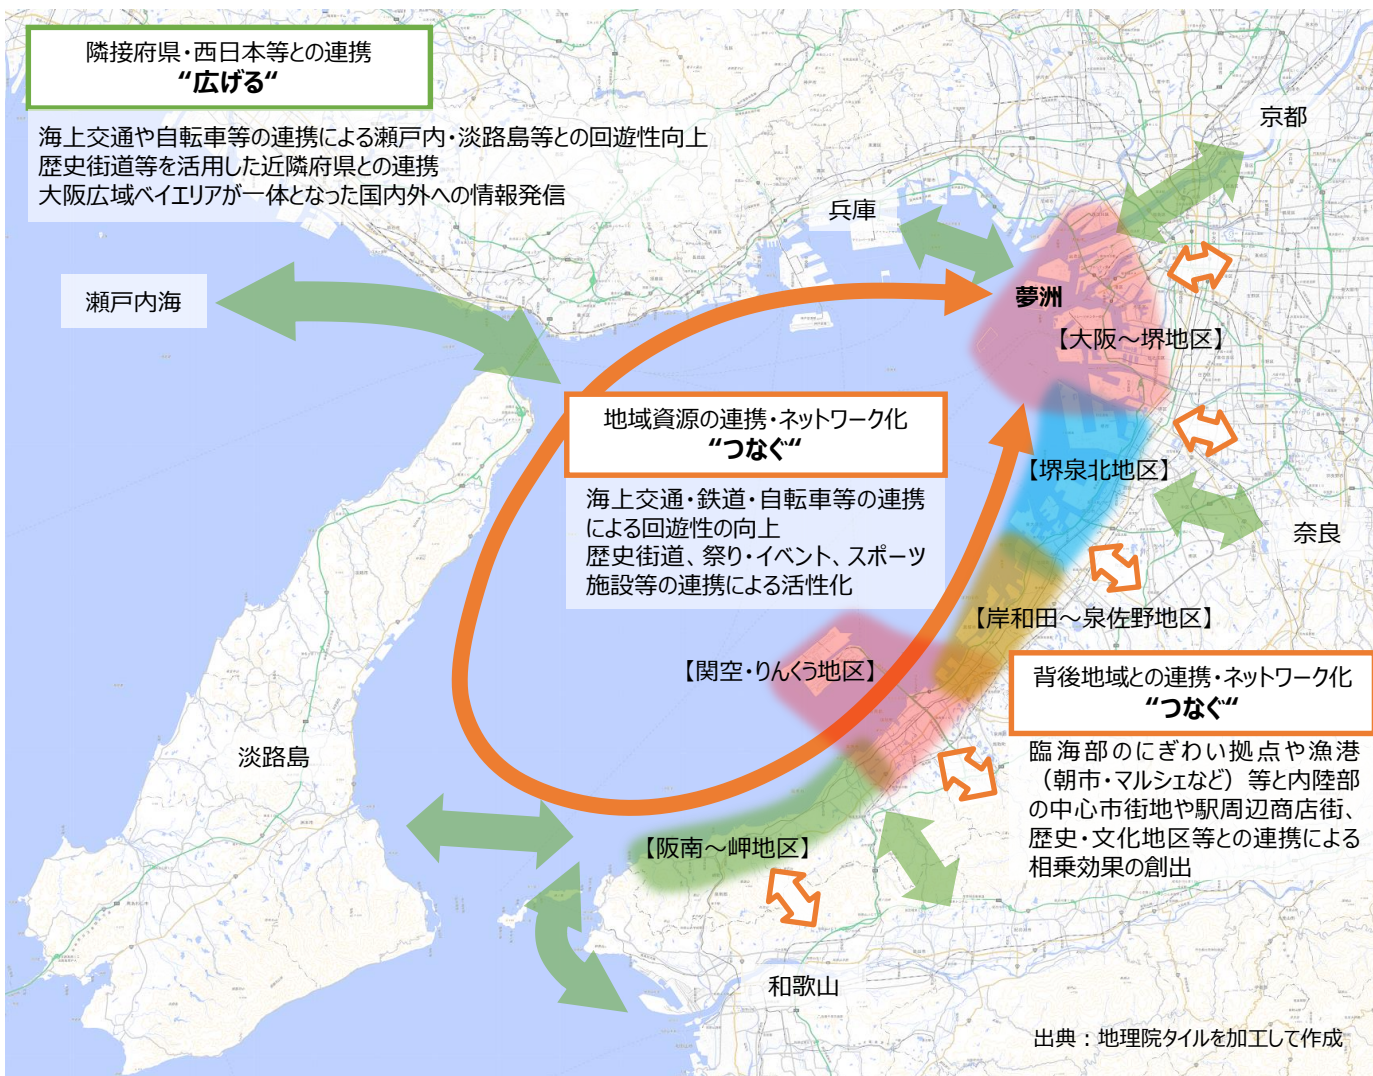 隣接府県・西日本等との連携
“広げる“
海上交通や自転車等の連携による瀬戸内・淡路島等との回遊性向上
歴史街道等を活用した近隣府県との連携
大阪広域ベイエリアが一体となった国内外への情報発信
京都
兵庫
瀬戸内海
夢洲
【大阪～堺地区】
地域資源の連携・ネットワーク化
“つなぐ“
海上交通・鉄道・自転車等の連携
による回遊性の向上
歴史街道、祭り・イベント、スポーツ
施設等の連携による活性化
【堺泉北地区】
奈良
【岸和田～泉佐野地区】
【関空・りんくう地区】
背後地域との連携・ネットワーク化
“つなぐ“
臨海部のにぎわい拠点や漁港
（朝市・マルシェなど）等と内陸部
の中心市街地や駅周辺商店街、
歴史・文化地区等との連携による
相乗効果の創出
淡路島
【阪南～岬地区】
和歌山
出典：地理院タイルを加工して作成